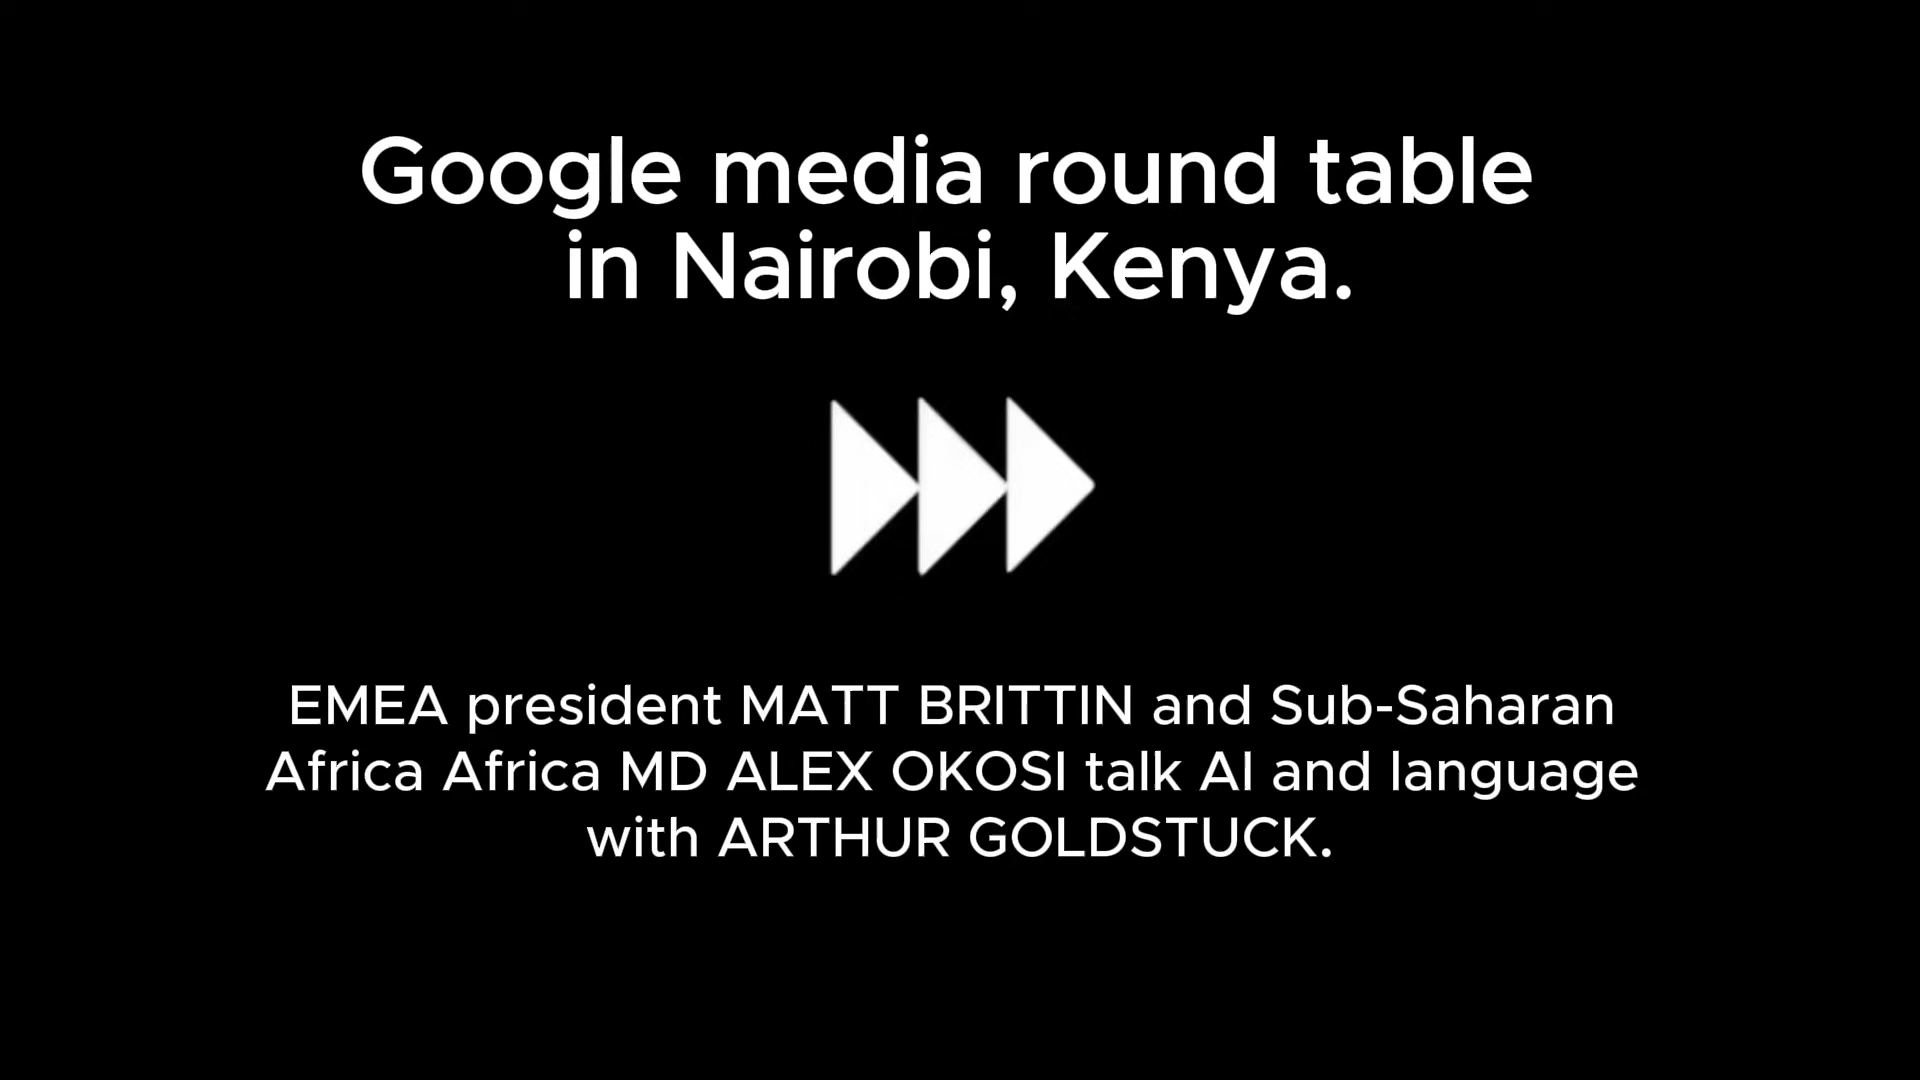 Google media round table
in Nairobi, Kenya.
EMEA president MATT BRITTIN and Sub-Saharan
Africa Africa MD ALEX OKOSI talk AI and language
with ARTHUR GOLDSTUCK.